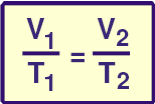 V₁/T₁ = V₂/T₂